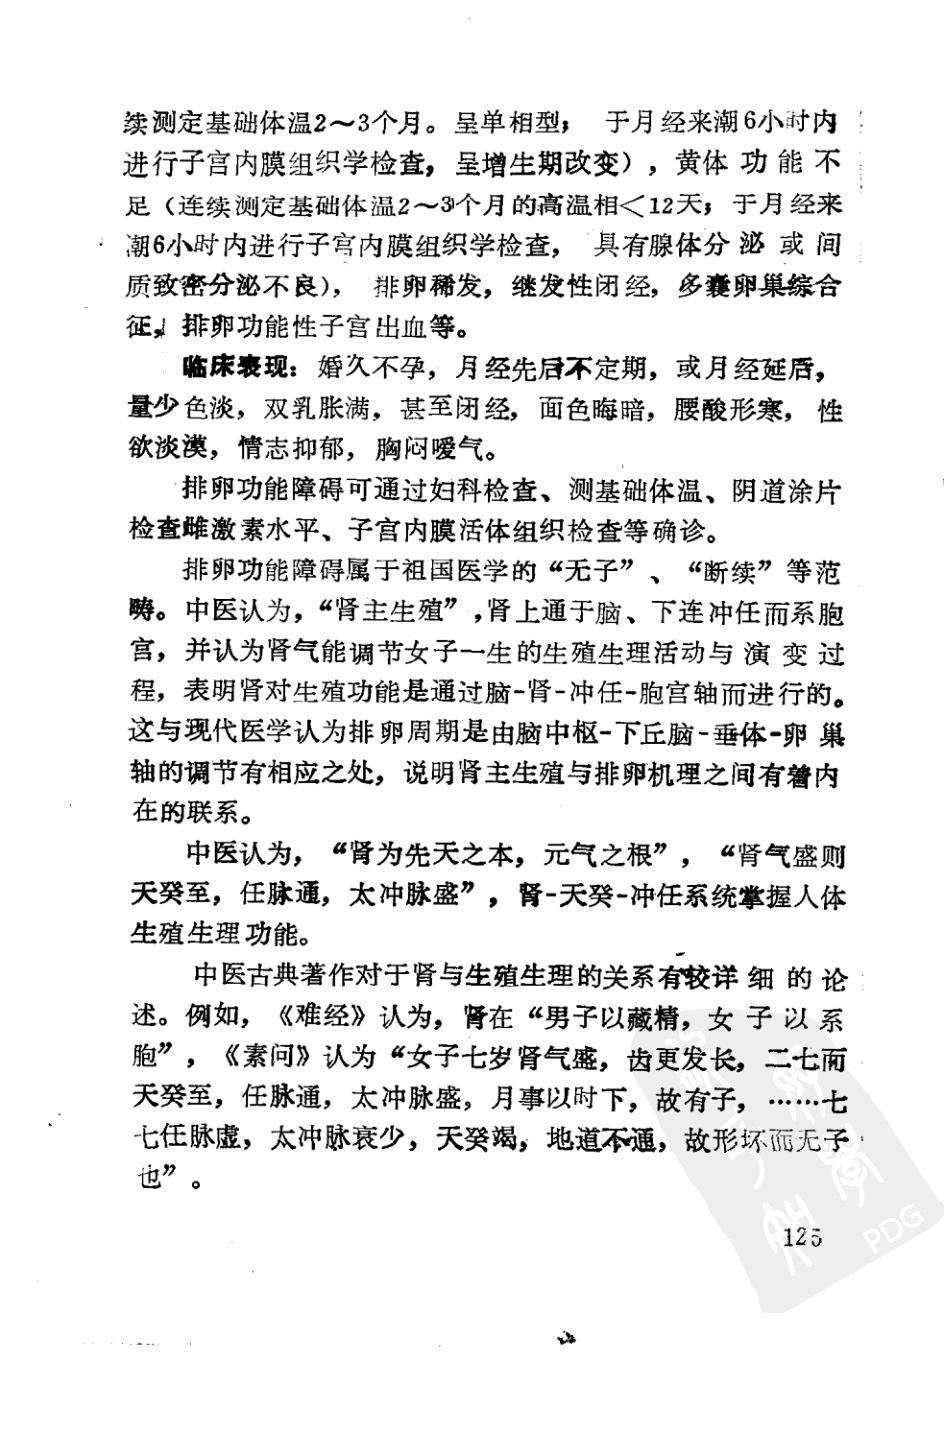 续测定基础体温2～3个月。呈单相型； 于月经来潮6小时内
进行子宫内膜组织学检查，呈增生期改变），黄体功能不
足（连续测定基础体温2～3个月的高温相＜12天；于月经来
潮6小时内进行子宫内膜组织学检查， 具有腺体分泌或间
质致密分泌不良）， 排卵稀发，继发性闭经，多囊卵巢综合
征，排卵功能性子宫出血等。
临床表现：婚久不孕，月经先后不定期，或月经延后，
量少色淡，双乳胀满，甚至闭经，面色晦暗，腰酸形寒，性
欲淡漠，情志抑郁，胸闷嗳气。
排卵功能障碍可通过妇科检查、测基础体温、阴道涂片
检查雌激素水平、子宫内膜活体组织检查等确诊。
排卵功能障碍属于祖国医学的“无子”、“断续”等范
畴。中医认为，“肾主生殖”，肾上通于脑、下连冲任而系胞
宫，并认为肾气能调节女子一生的生殖生理活动与演变过
程，表明肾对生殖功能是通过脑-肾-冲任-胞宫轴而进行的。
这与现代医学认为排卵周期是由脑中枢-下丘脑-垂体-卵巢
轴的调节有相应之处，说明肾主生殖与排卵机理之间有着内
在的联系。
中医认为，“肾为先天之本，元气之根”，“肾气盛则
天癸至，任脉通，太冲脉盛”，肾-天癸-冲任系统掌握人体
生殖生理功能。
中医古典著作对于肾与生殖生理的关系有较详细的论
述。例如，《难经》认为，肾在“男子以藏精，女子以系
胞”，《素问》认为“女子七岁肾气盛，齿更发长，二七而
天癸至，任脉通，太冲脉盛，月事以时下，故有子，……七
七任脉虚，太冲脉衰少，天癸竭，地道不通，故形坏而无子
也”。
125
PDG